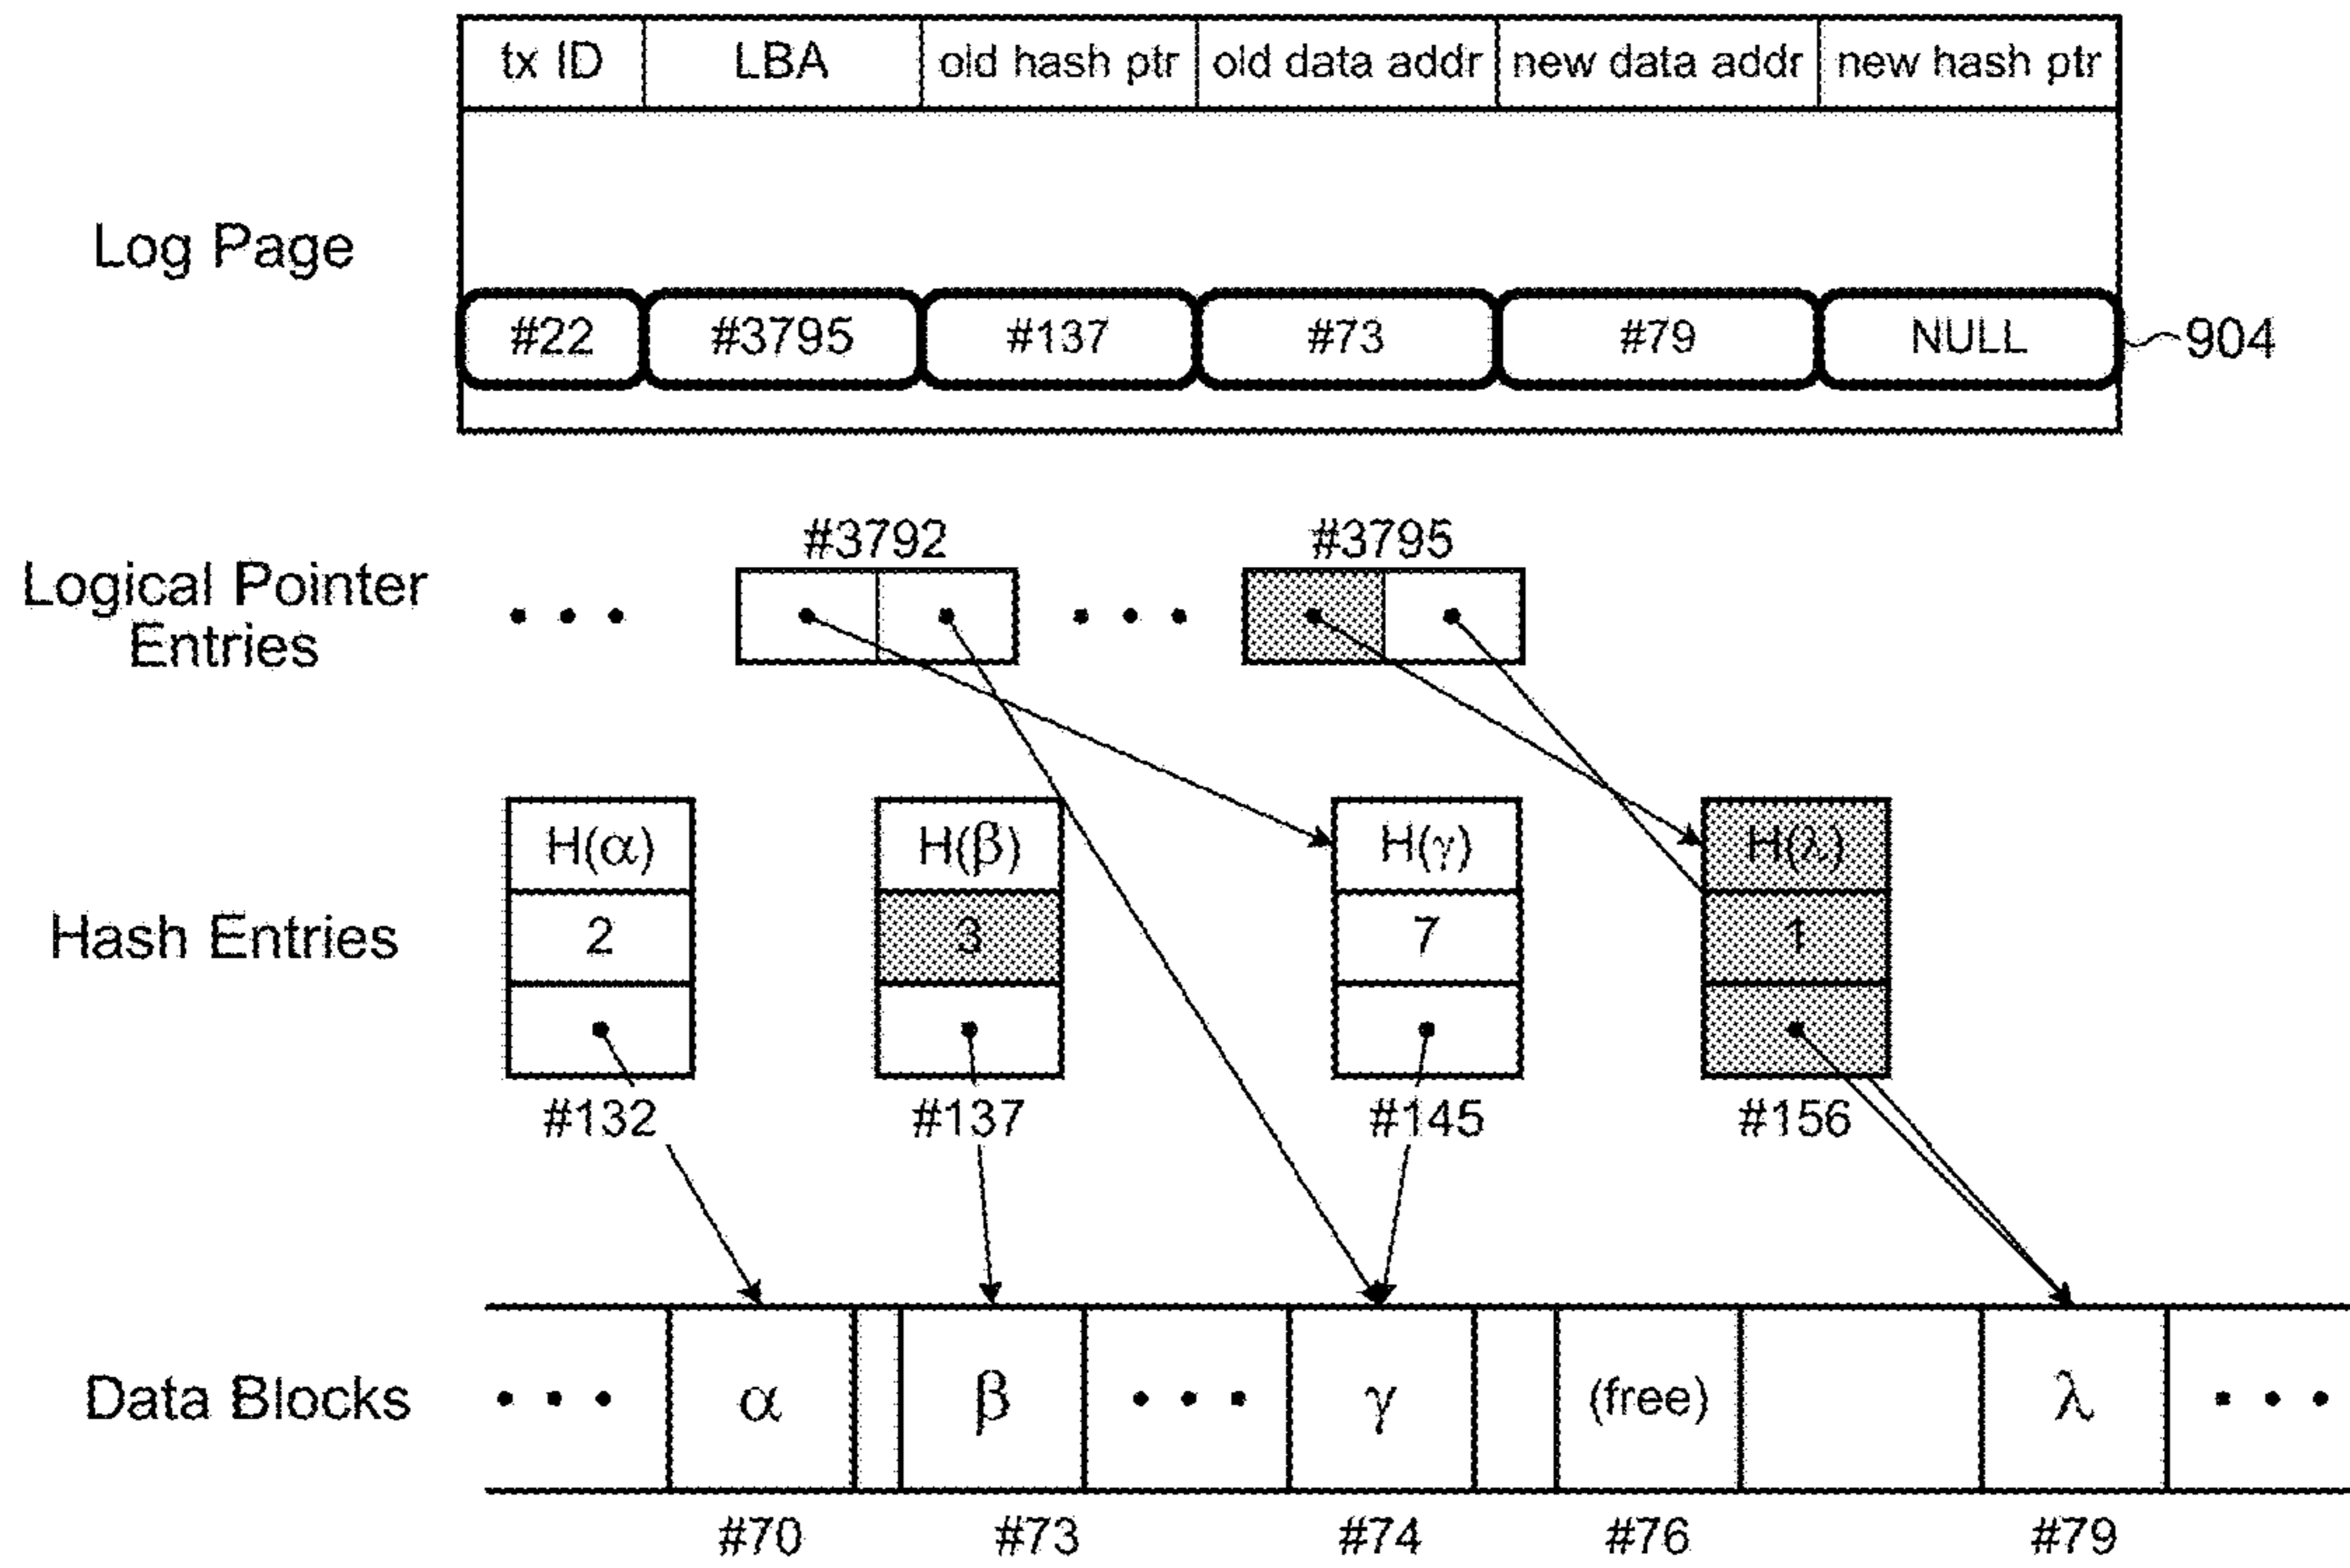 tx ID LBA old hash ptr old data addr new data addr new hash ptr
Log Page
#22 #3795 #137 #73 #79 NULL 904
#3792 #3795
Logical Pointer
Entries
H(α) H(β) H(γ) H(λ)
Hash Entries 2 3 7 1
#132 #137 #145 #156
Data Blocks α β γ (free) λ
#70 #73 #74 #76 #79